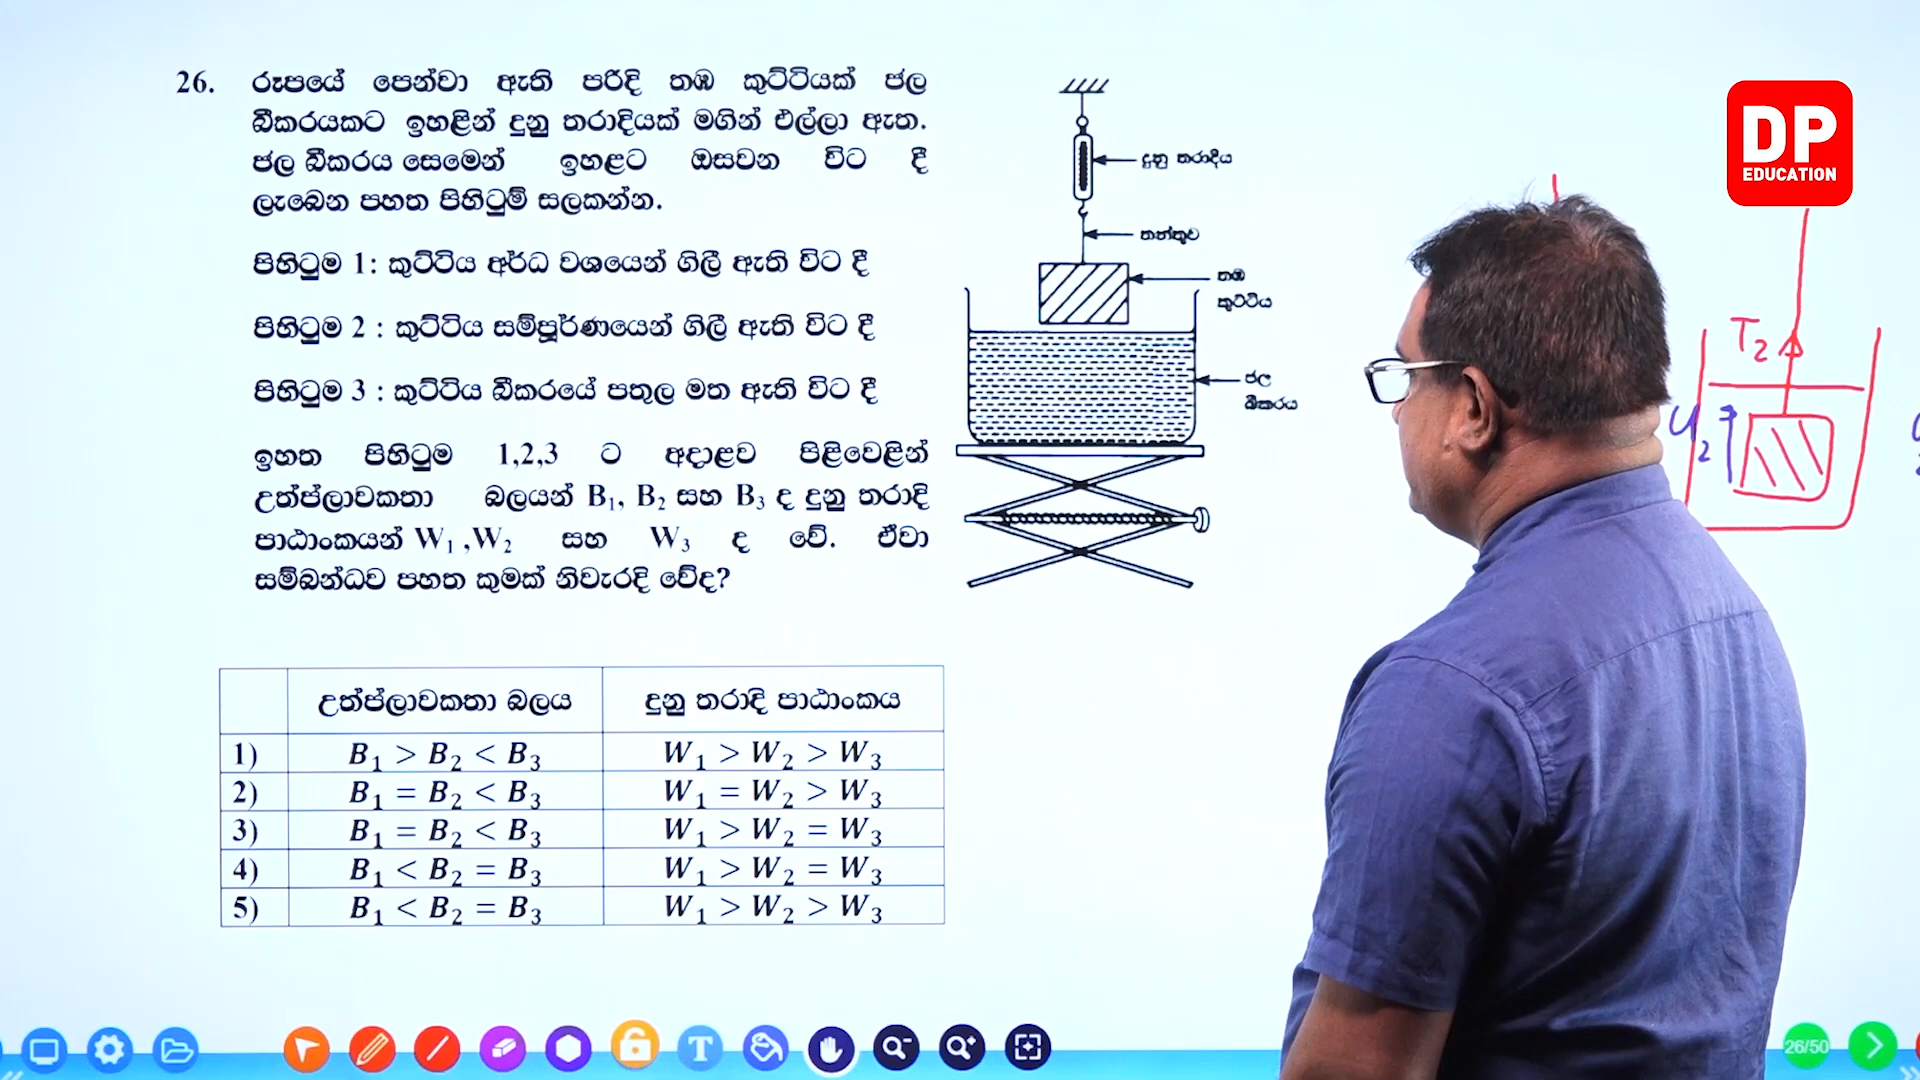 26. රූපයේ පෙන්වා ඇති පරිදි තඹ කුට්ටියක් ජල
බීකරයකට ඉහළින් දුනු තරාදියක් මගින් එල්ලා ඇත.
ජල බීකරය සෙමෙන් ඉහළට ඔසවන විට දී
ලැබෙන පහත පිහිටුම් සලකන්න.
පිහිටුම 1: කුට්ටිය අර්ධ වශයෙන් ගිලී ඇති විට දී
පිහිටුම 2 : කුට්ටිය සම්පූර්ණයෙන් ගිලී ඇති විට දී
පිහිටුම 3 : කුට්ටිය බීකරයේ පතුල මත ඇති විට දී
ඉහත පිහිටුම 1,2,3 ට අදාළව පිළිවෙළින්
උත්ප්ලාවකතා බලයන් B₁, B₂ සහ B₃ ද දුනු තරාදි
පාඨාංකයන් W₁ ,W₂ සහ W₃ ද වේ. ඒවා
සම්බන්ධව පහත කුමක් නිවැරදි වේද?
දුනු තරාදිය
තන්තුව
තඹ
කුට්ටිය
ජල
බීකරය
උත්ප්ලාවකතා බලය දුනු තරාදි පාඨාංකය
1) B₁ > B₂ < B₃ W₁ > W₂ > W₃
2) B₁ = B₂ < B₃ W₁ = W₂ > W₃
3) B₁ = B₂ < B₃ W₁ > W₂ = W₃
4) B₁ < B₂ = B₃ W₁ > W₂ = W₃
5) B₁ < B₂ = B₃ W₁ > W₂ > W₃
DP
EDUCATION
T₂
T
26/50